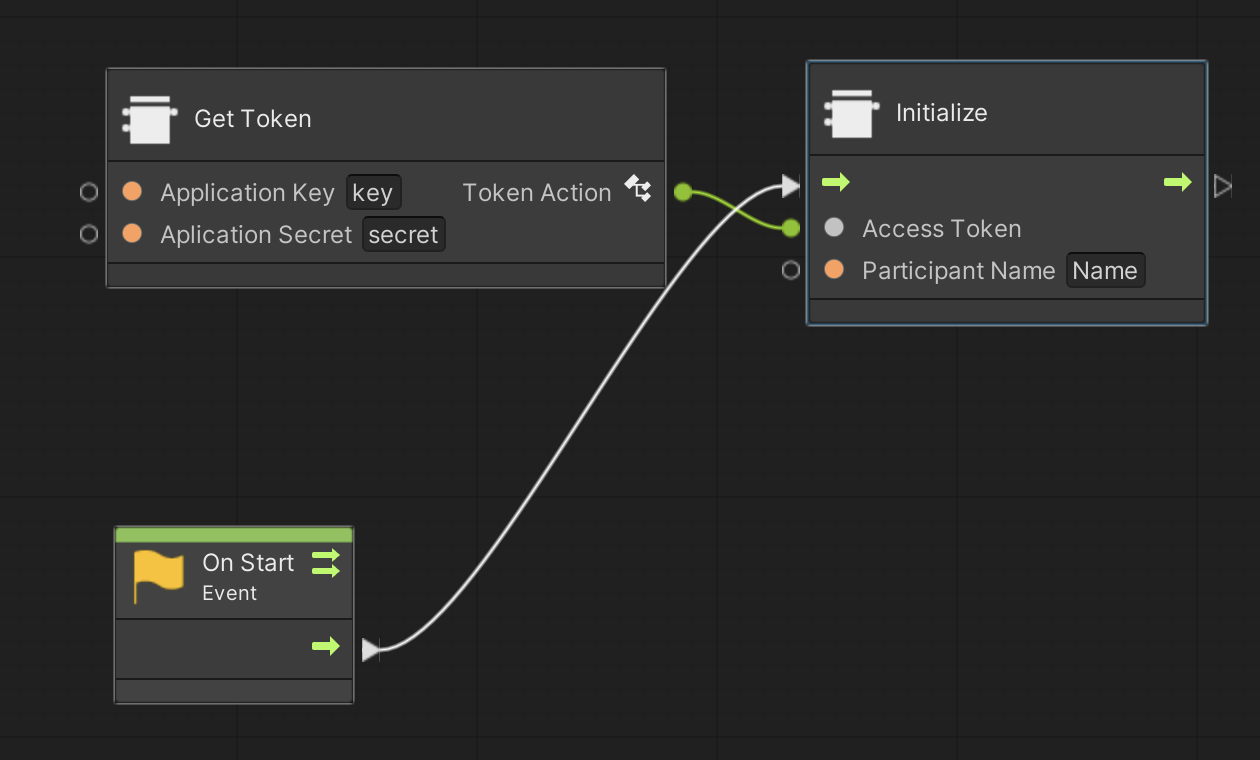 Get Token
Application Key key Token Action
Aplication Secret secret
Initialize
Access Token
Participant Name Name
On Start
Event